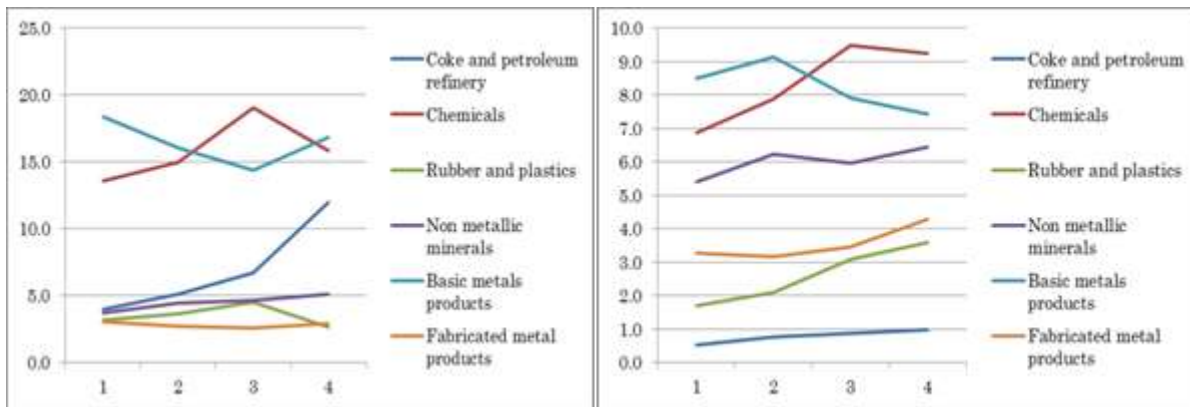 25.0
20.0
15.0
10.0
5.0
0.0
1 2 3 4
Coke and petroleum
refinery
Chemicals
Rubber and plastics
Non metallic
minerals
Basic metals
products
Fabricated metal
products
10.0
9.0
8.0
7.0
6.0
5.0
4.0
3.0
2.0
1.0
0.0
1 2 3 4
Coke and petroleum
refinery
Chemicals
Rubber and plastics
Non metallic
minerals
Basic metals
products
Fabricated metal
products